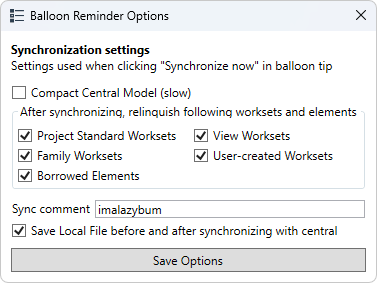 Balloon Reminder Options
Synchronization settings
Settings used when clicking "Synchronize now" in balloon tip
Compact Central Model (slow)
After synchronizing, relinquish following worksets and elements
Project Standard Worksets View Worksets
Family Worksets User-created Worksets
Borrowed Elements
Sync comment imalazybum
Save Local File before and after synchronizing with central
Save Options